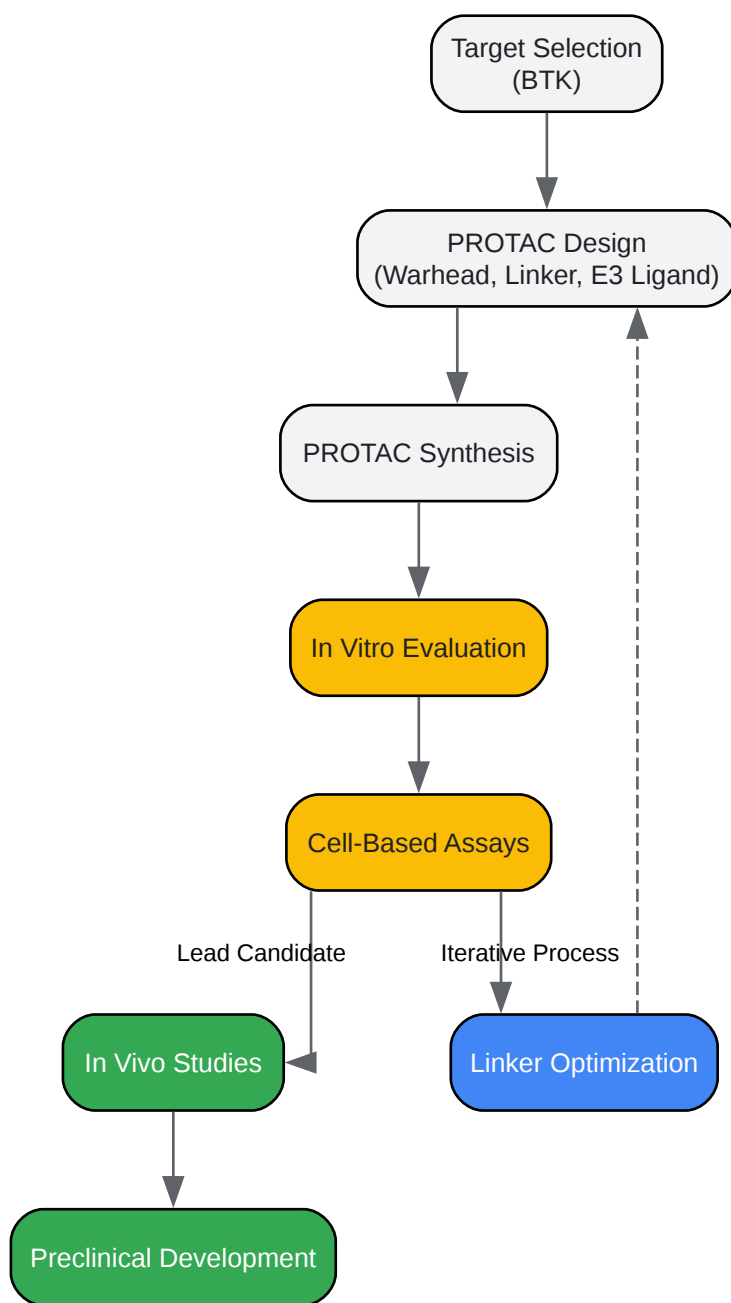 Target Selection
(BTK)
PROTAC Design
(Warhead, Linker, E3 Ligand)
PROTAC Synthesis
In Vitro Evaluation
Cell-Based Assays
Lead Candidate
Iterative Process
In Vivo Studies
Linker Optimization
Preclinical Development